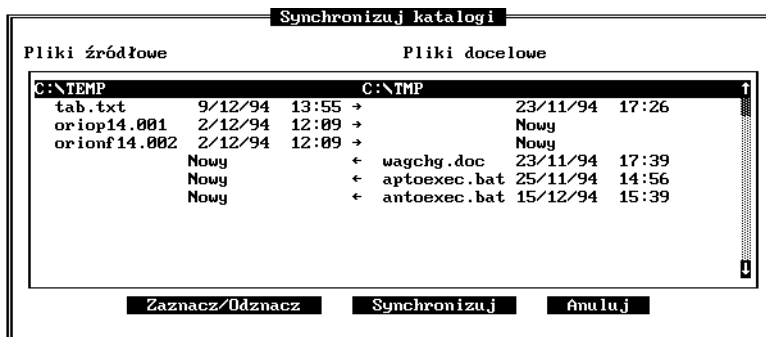 Synchronizuj katalogi
Pliki źródłowe Pliki docelowe
C:\TEMP C:\TMP ↑
tab.txt 9/12/94 13:55 → 23/11/94 17:26
oriop14.001 2/12/94 12:09 → Nowy
orionf14.002 2/12/94 12:09 → Nowy
Nowy ← wagchg.doc 23/11/94 17:39
Nowy ← aptoexec.bat 25/11/94 14:56
Nowy ← antoexec.bat 15/12/94 15:39
↓
Zaznacz/Odznacz Synchronizuj Anuluj